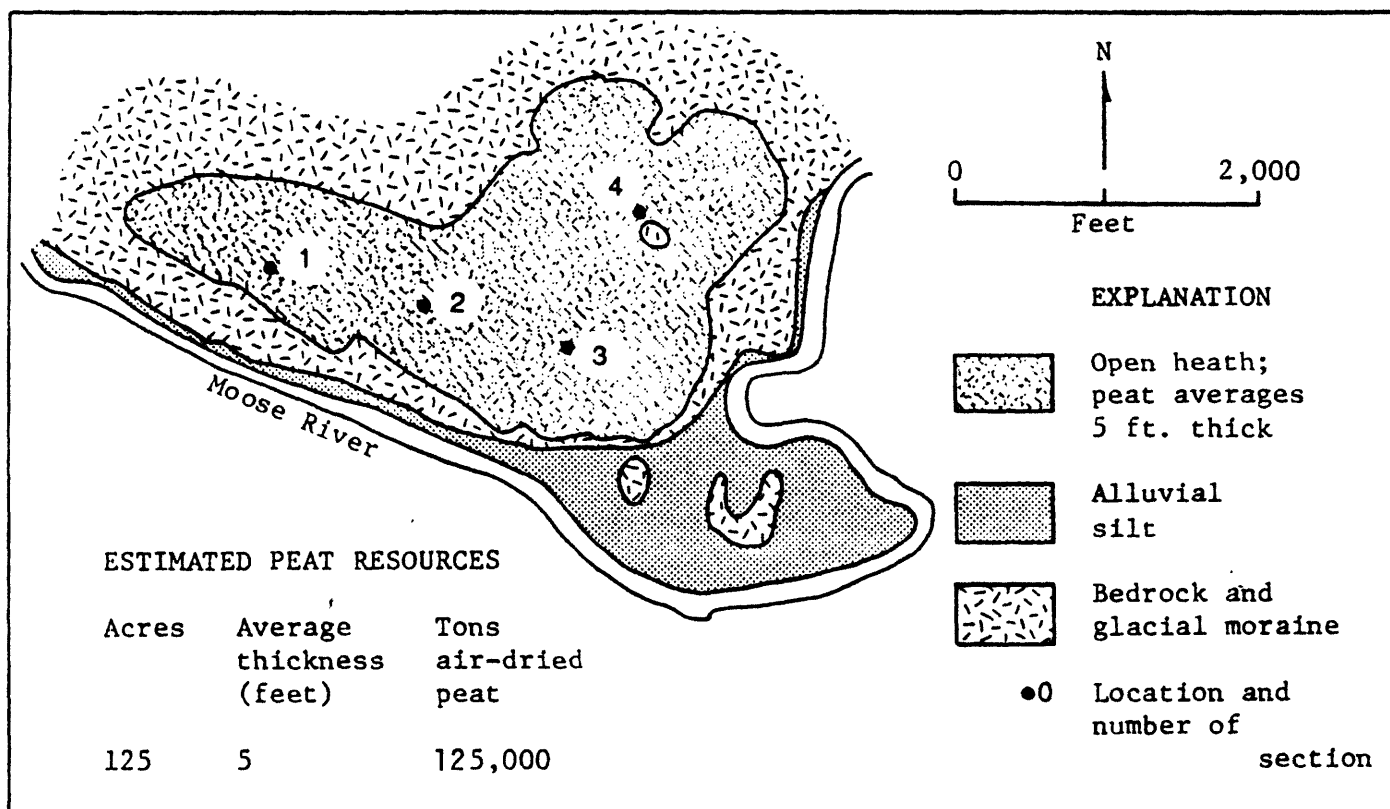 N
0 2,000
Feet
1
2
3
4
Moose River
EXPLANATION
Open heath;
peat averages
5 ft. thick
Alluvial
silt
Bedrock and
glacial moraine
●0 Location and
number of
section
ESTIMATED PEAT RESOURCES
Acres Average Tons
thickness air-dried
(feet) peat
125 5 125,000